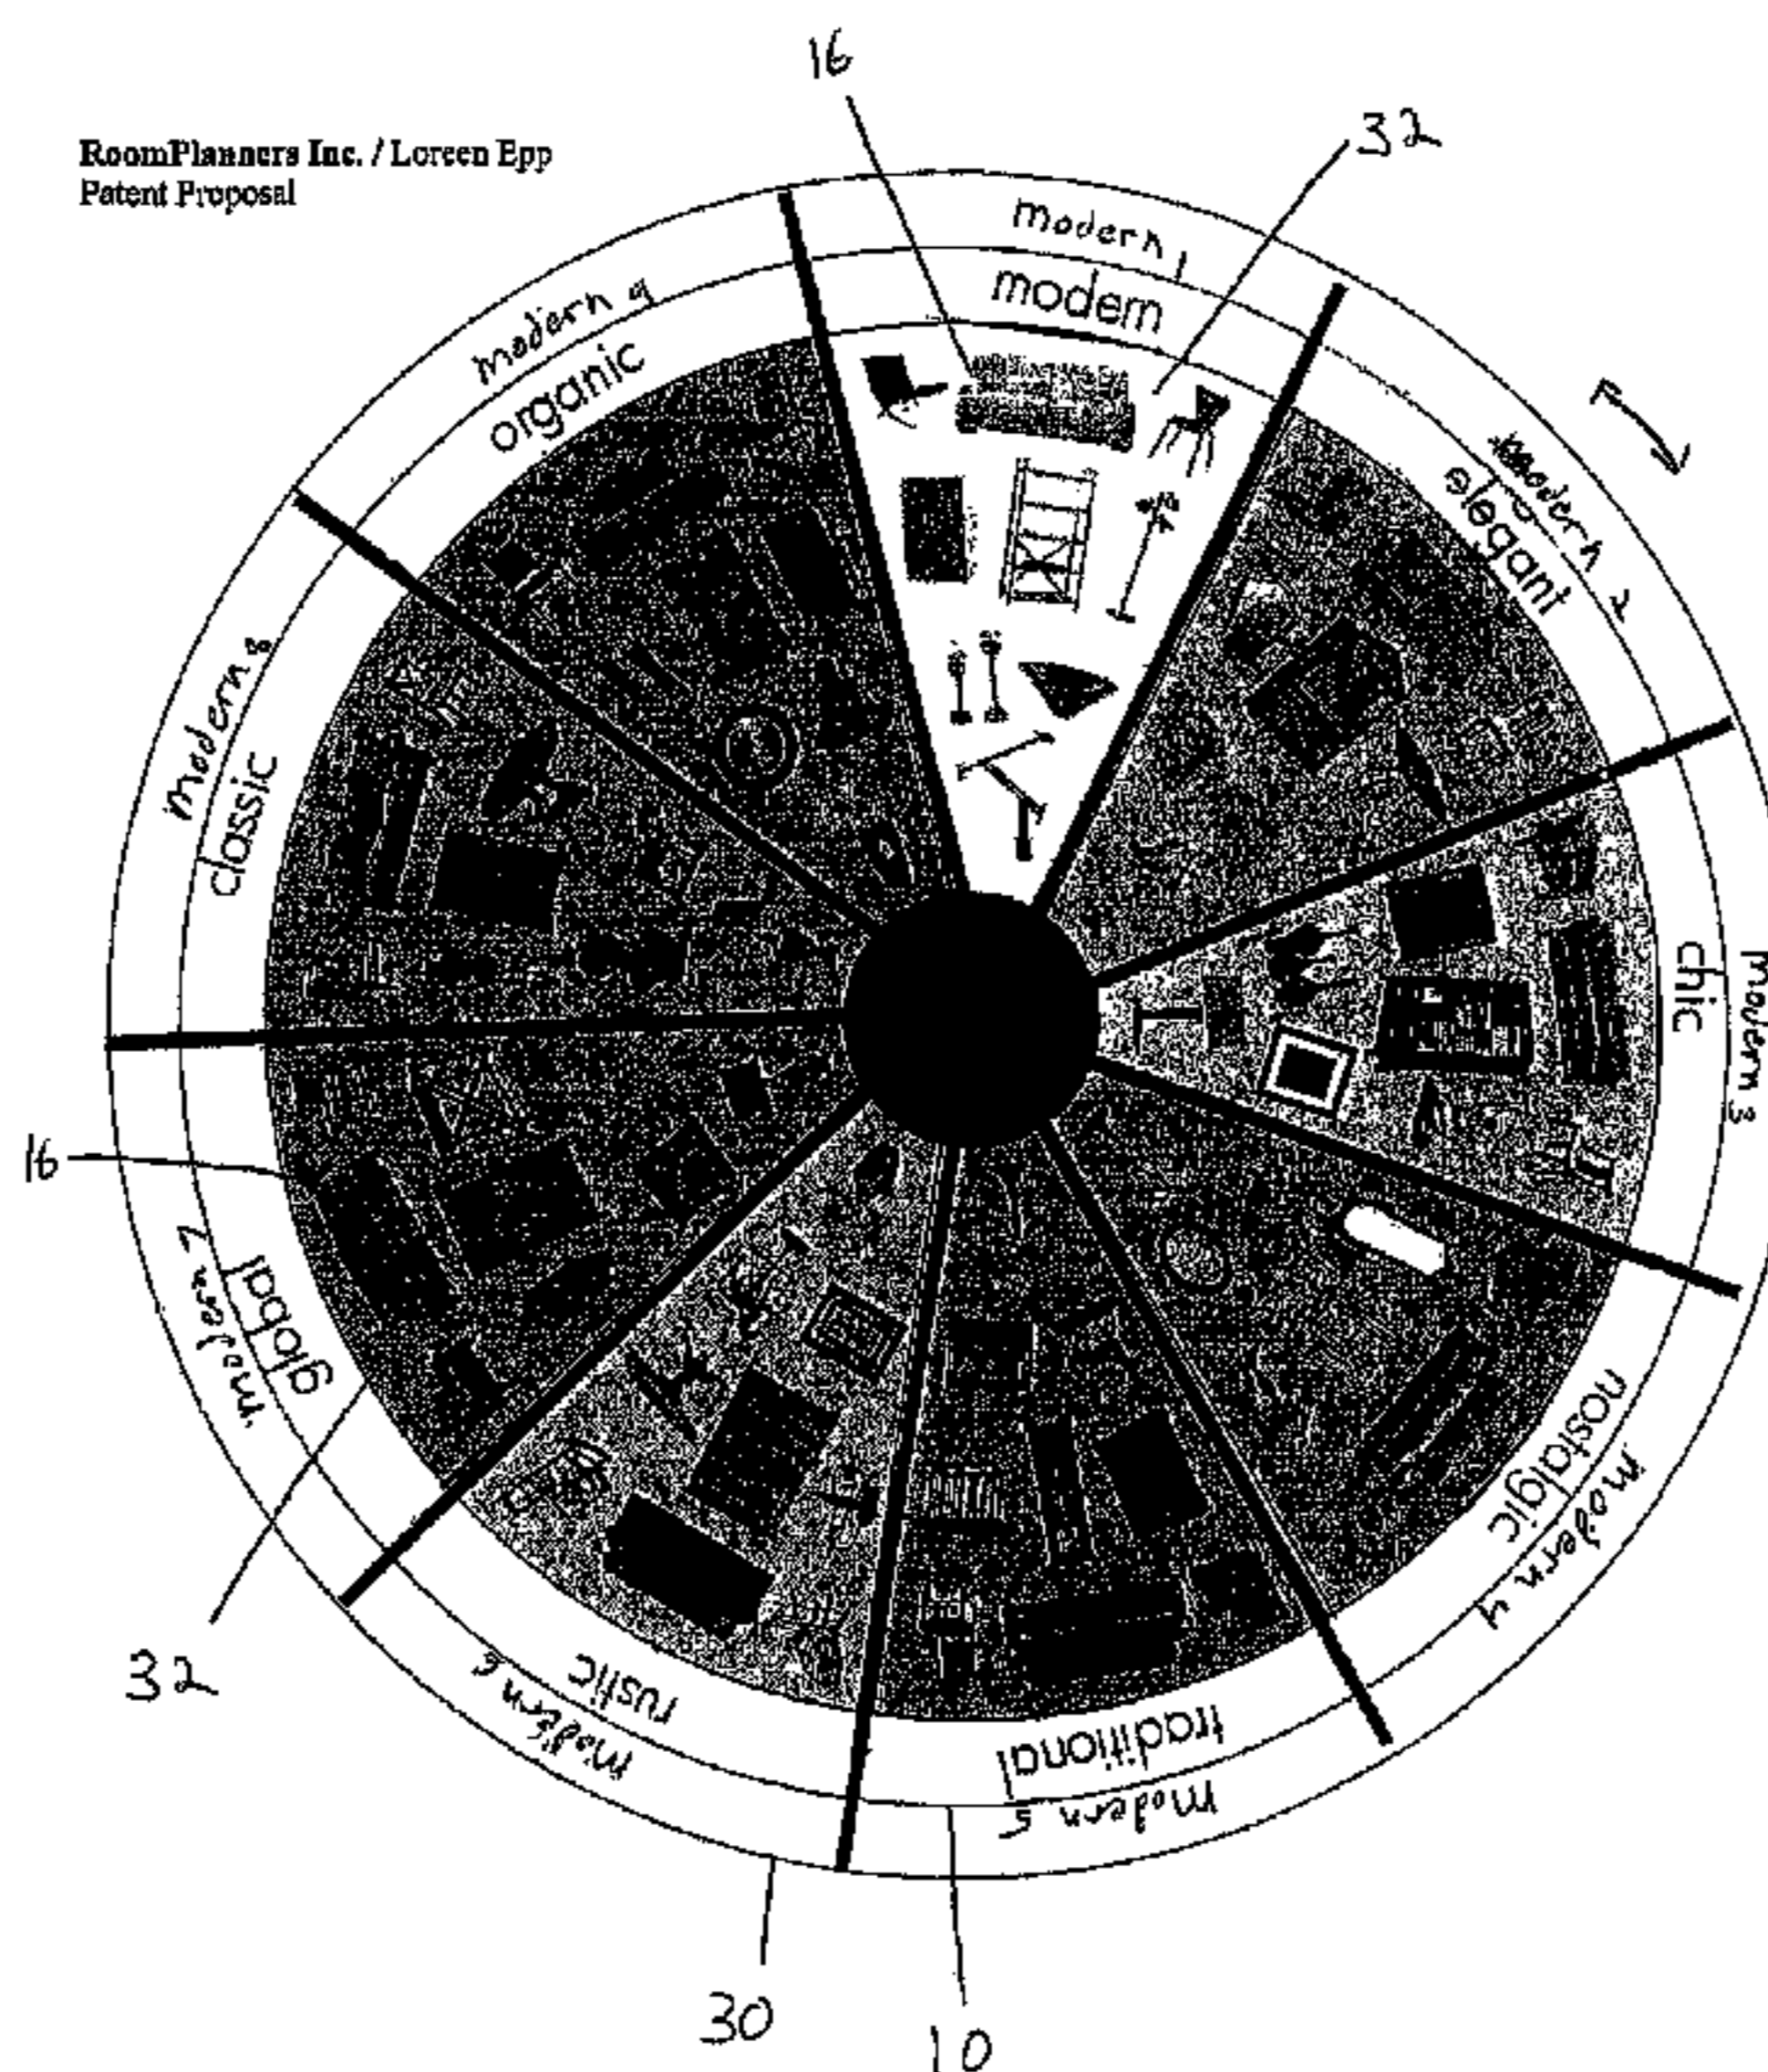 16
32
RoomPlanners Inc. / Loreen Epp
Patent Proposal
modern 1
modern
modern 2
elegant
modern 3
chic
modern 4
nostalgic
modern 5
traditional
modern 6
rustic
modern 7
global
modern 8
classic
modern 9
organic
16
32
30
10